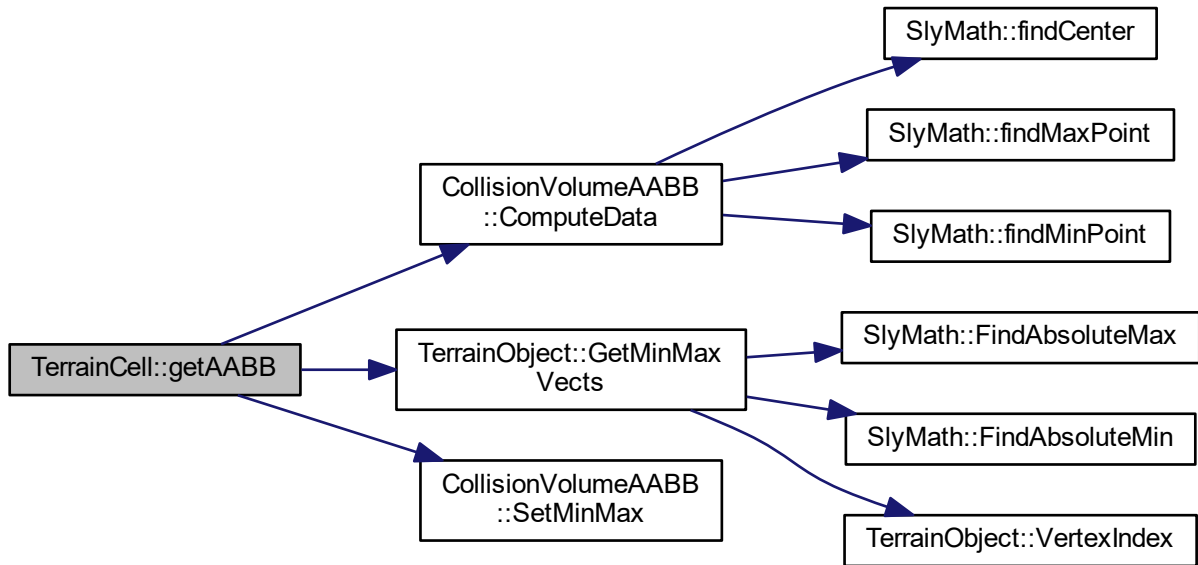 TerrainCell::getAABB
CollisionVolumeAABB
::ComputeData
TerrainObject::GetMinMax
Vects
CollisionVolumeAABB
::SetMinMax
SlyMath::findCenter
SlyMath::findMaxPoint
SlyMath::findMinPoint
SlyMath::FindAbsoluteMax
SlyMath::FindAbsoluteMin
TerrainObject::VertexIndex